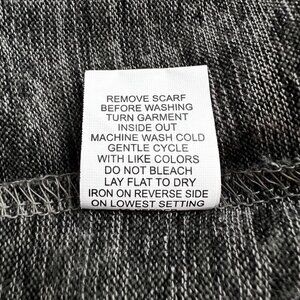 REMOVE SCARF
BEFORE WASHING
TURN GARMENT
INSIDE OUT
MACHINE WASH COLD
GENTLE CYCLE
WITH LIKE COLORS
DO NOT BLEACH
LAY FLAT TO DRY
IRON ON REVERSE SIDE
ON LOWEST SETTING